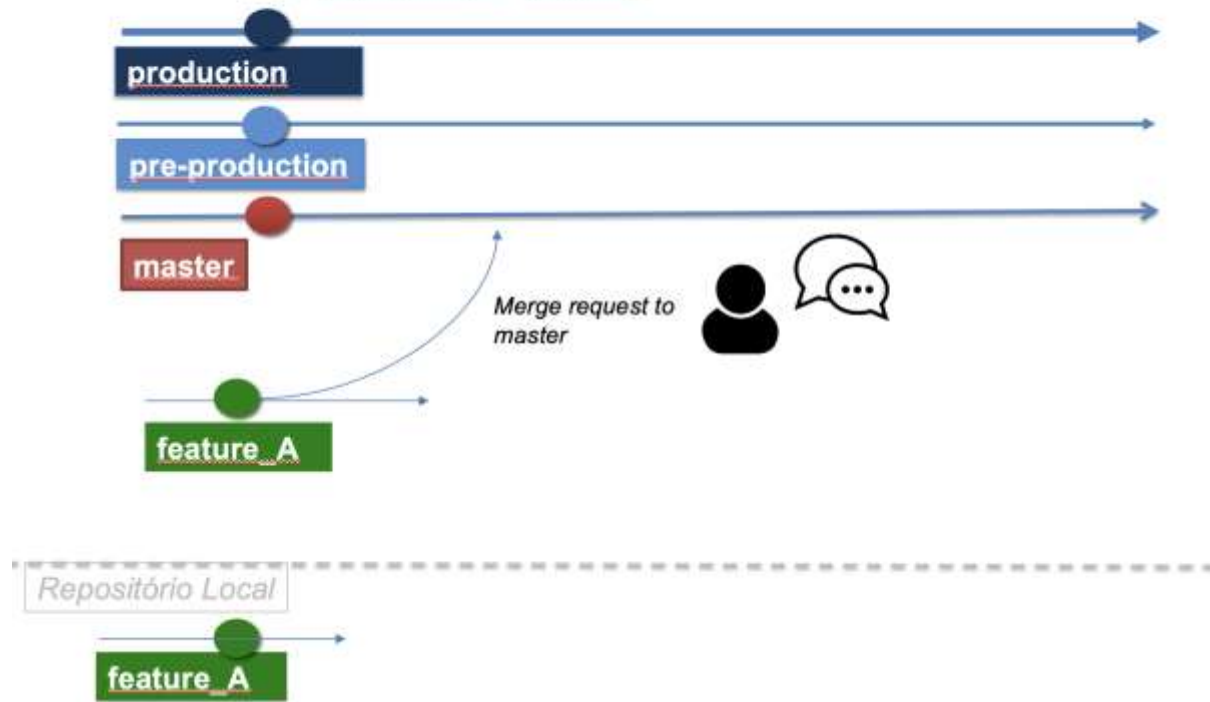 production
pre-production
master
Merge request to
master
feature_A
Repositório Local
feature_A